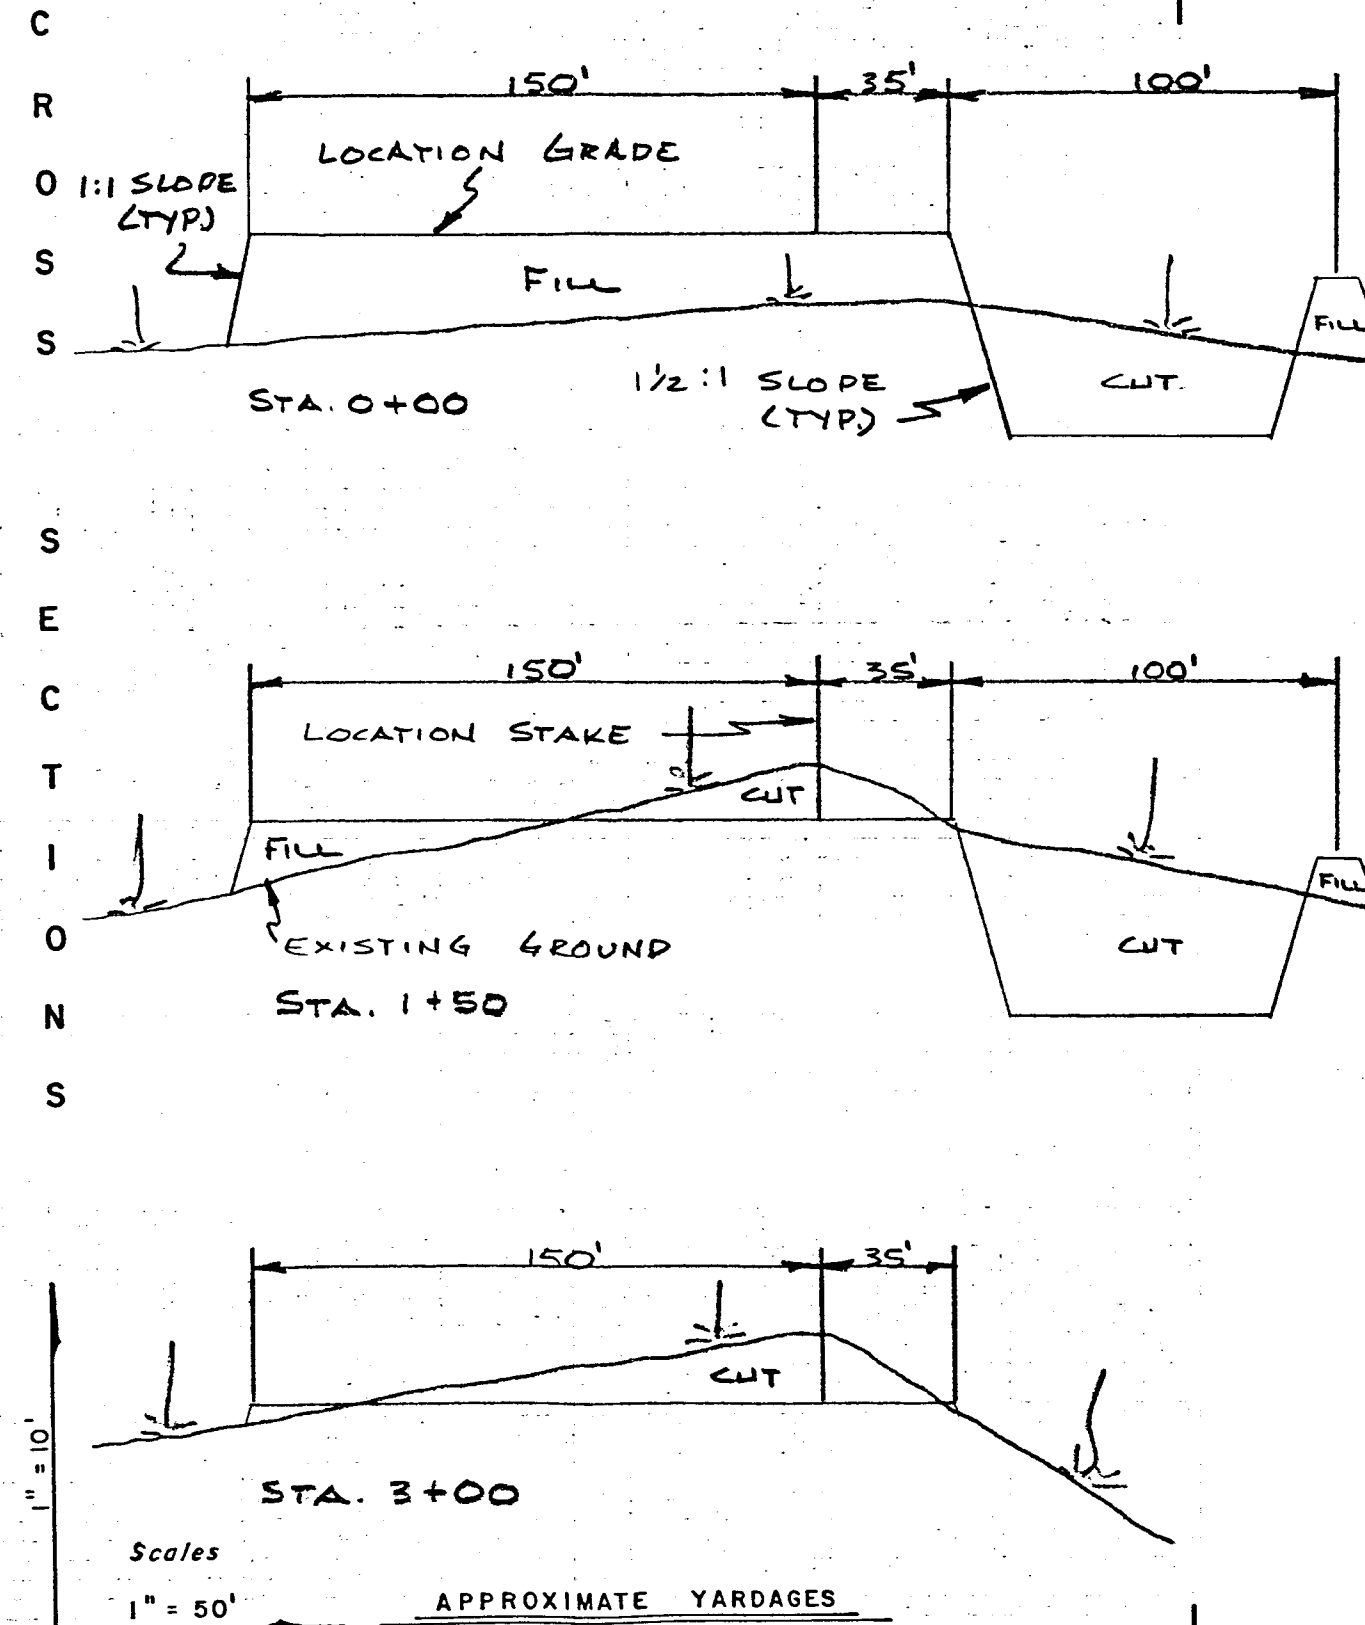 CROSS SECTIONS
150' 35' 100'
LOCATION GRADE
1:1 SLOPE
(TYP.)
FILL
FILL
1½:1 SLOPE
(TYP.)
CUT.
STA. 0+00
150' 35' 100'
LOCATION STAKE
CUT
FILL
FILL
EXISTING GROUND
CUT
STA. 1+50
150' 35'
CUT
STA. 3+00
1" = 10'
Scales
1" = 50'
APPROXIMATE YARDAGES